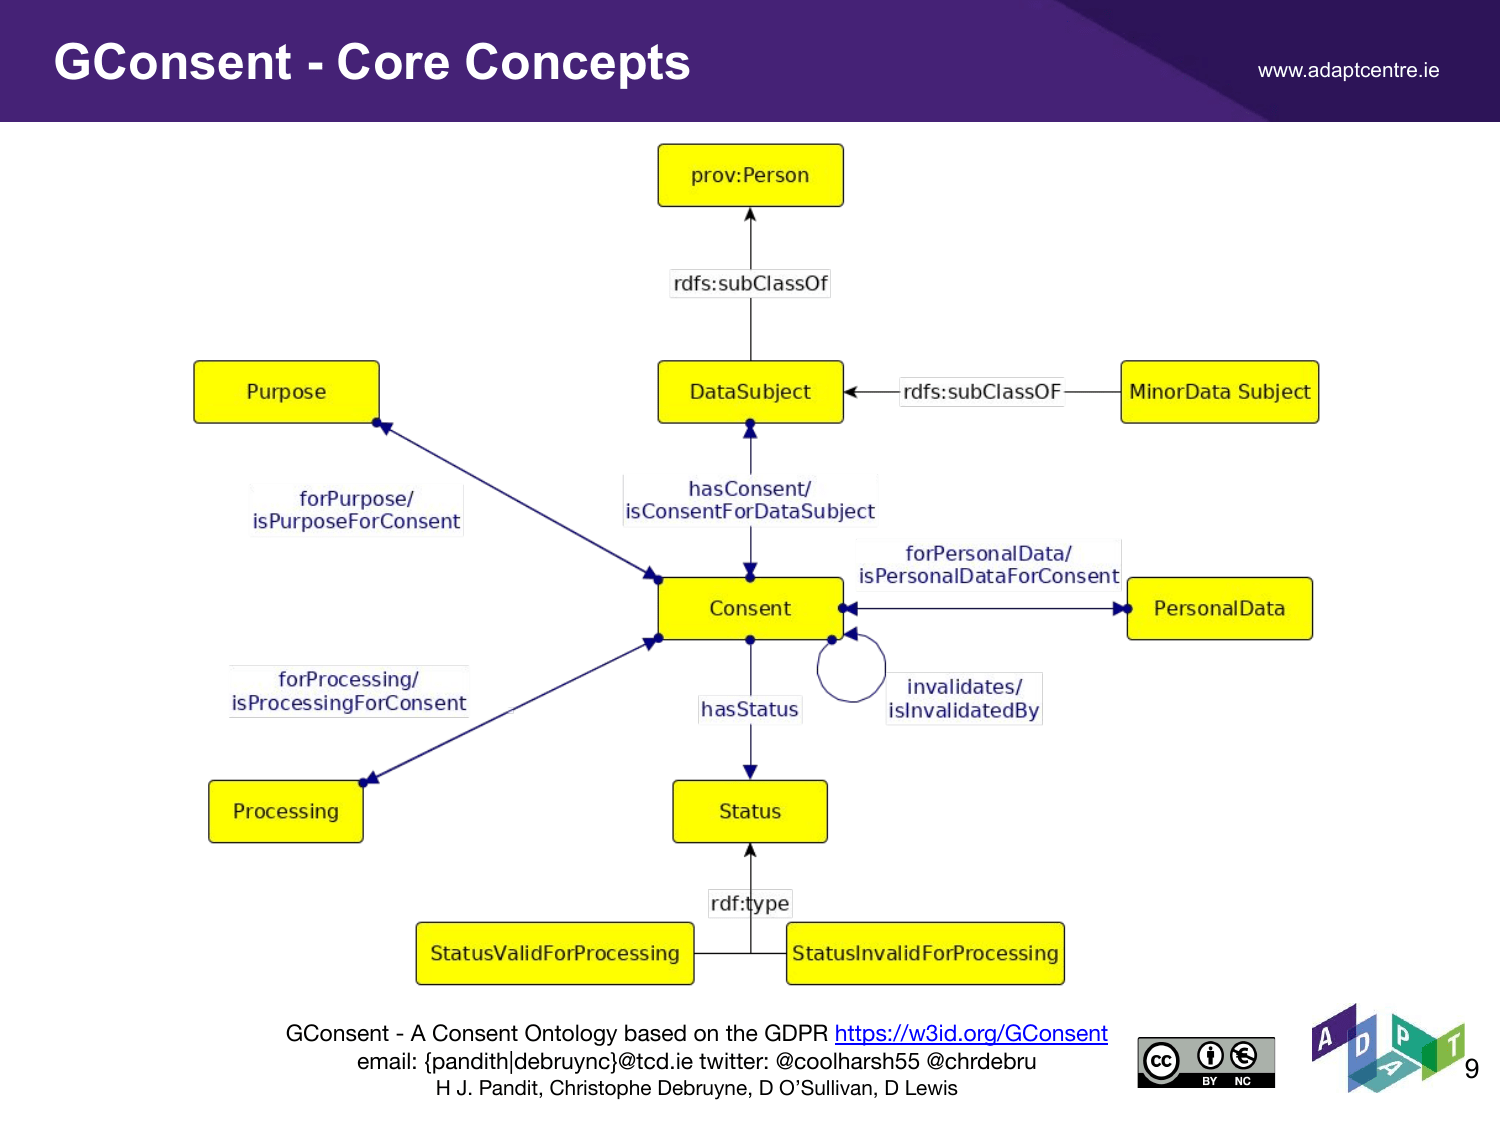 GConsent - Core Concepts
www.adaptcentre.ie
prov:Person
rdfs:subClassOf
Purpose
DataSubject
rdfs:subClassOF
MinorData Subject
forPurpose/
isPurposeForConsent
hasConsent/
isConsentForDataSubject
forPersonalData/
isPersonalDataForConsent
Consent
PersonalData
forProcessing/
isProcessingForConsent
hasStatus
invalidates/
isInvalidatedBy
Processing
Status
rdf:type
StatusValidForProcessing
StatusInvalidForProcessing
GConsent - A Consent Ontology based on the GDPR https://w3id.org/GConsent
email: {pandith|debruync}@tcd.ie twitter: @coolharsh55 @chrdebru
H J. Pandit, Christophe Debruyne, D O’Sullivan, D Lewis
cc
BY NC
ADAPT
9